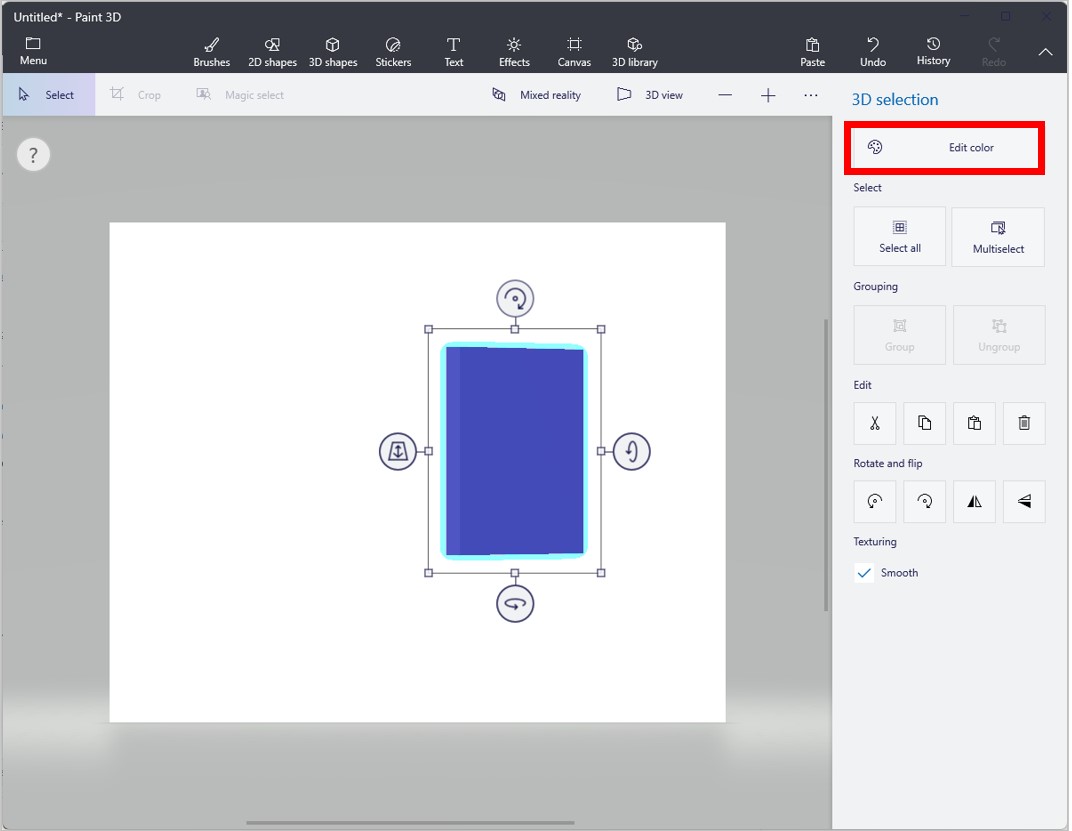 Untitled* - Paint 3D
Menu Brushes 2D shapes 3D shapes Stickers Text Effects Canvas 3D library Paste Undo History Redo
Select Crop Magic select Mixed reality 3D view
3D selection
?
Edit color
Select
Select all Multiselect
Grouping
Group Ungroup
Edit
Rotate and flip
Texturing
Smooth